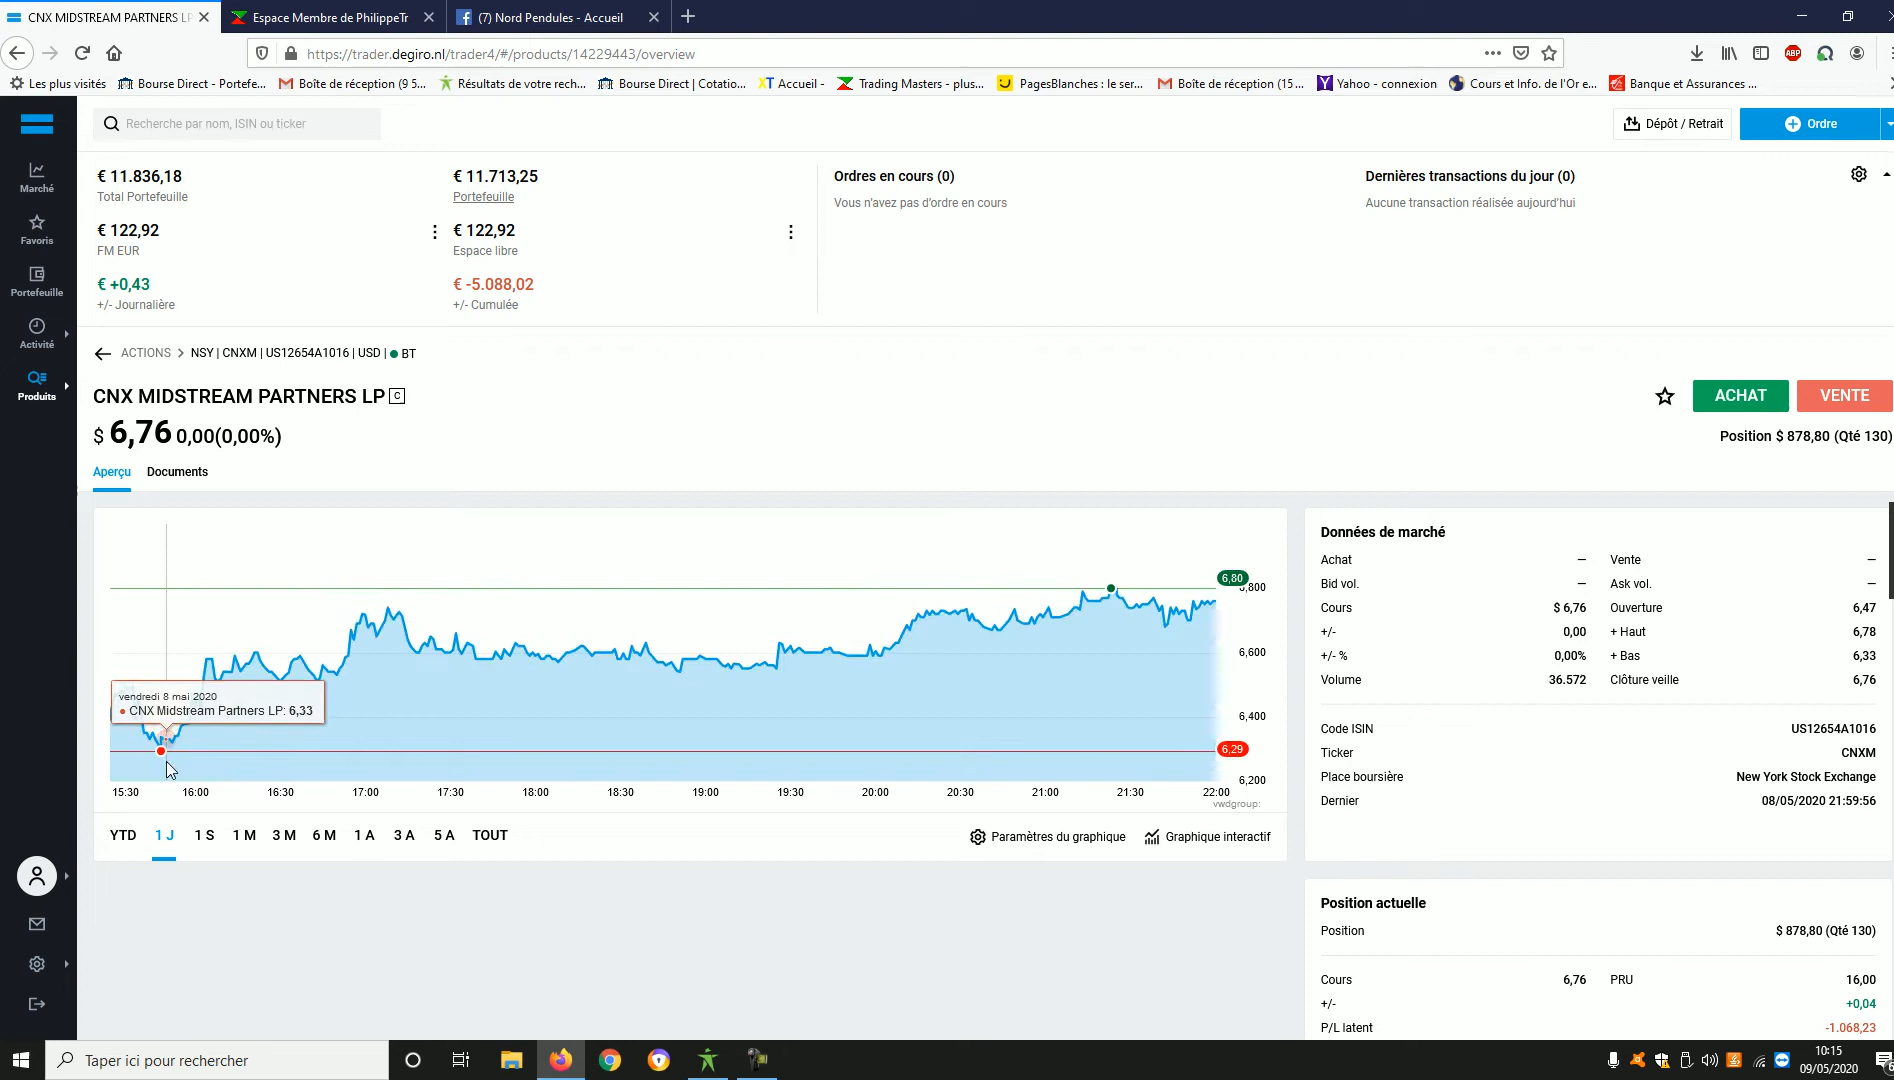 CNX MIDSTREAM PARTNERS LP
Espace Membre de PhilippeTr
(7) Nord Pendules - Accueil
https://trader.degiro.nl/trader4/#/products/14229443/overview
Les plus visités
Bourse Direct - Portefe...
Boîte de réception (9 5...
Résultats de votre rech...
Bourse Direct | Cotatio...
Accueil -
Trading Masters - plus...
PagesBlanches : le ser...
Boîte de réception (15 ...
Yahoo - connexion
Cours et Info. de l'Or e...
Banque et Assurances ...
Recherche par nom, ISIN ou ticker
Dépôt / Retrait
Ordre
Marché
Favoris
Portefeuille
Activité
Produits
€ 11.836,18
Total Portefeuille
€ 11.713,25
Portefeuille
€ 122,92
FM EUR
€ 122,92
Espace libre
€ +0,43
+/- Journalière
€ -5.088,02
+/- Cumulée
Ordres en cours (0)
Vous n'avez pas d'ordre en cours
Dernières transactions du jour (0)
Aucune transaction réalisée aujourd'hui
ACTIONS > NSY | CNXM | US12654A1016 | USD | BT
CNX MIDSTREAM PARTNERS LP C
$ 6,76 0,00(0,00%)
ACHAT
VENTE
Position $ 878,80 (Qté 130)
Aperçu
Documents
6,80
6,600
6,400
6,29
6,200
vendredi 8 mai 2020
CNX Midstream Partners LP: 6,33
15:30 16:00 16:30 17:00 17:30 18:00 18:30 19:00 19:30 20:00 20:30 21:00 21:30 22:00
vwdgroup:
YTD 1 J 1 S 1 M 3 M 6 M 1 A 3 A 5 A TOUT
Paramètres du graphique
Graphique interactif
Données de marché
Achat — Vente —
Bid vol. — Ask vol. —
Cours $ 6,76 Ouverture 6,47
+/- 0,00 + Haut 6,78
+/- % 0,00% + Bas 6,33
Volume 36.572 Clôture veille 6,76
Code ISIN US12654A1016
Ticker CNXM
Place boursière New York Stock Exchange
Dernier 08/05/2020 21:59:56
Position actuelle
Position $ 878,80 (Qté 130)
Cours 6,76 PRU 16,00
+/- +0,04
P/L latent -1.068,23
Taper ici pour rechercher
10:15
09/05/2020